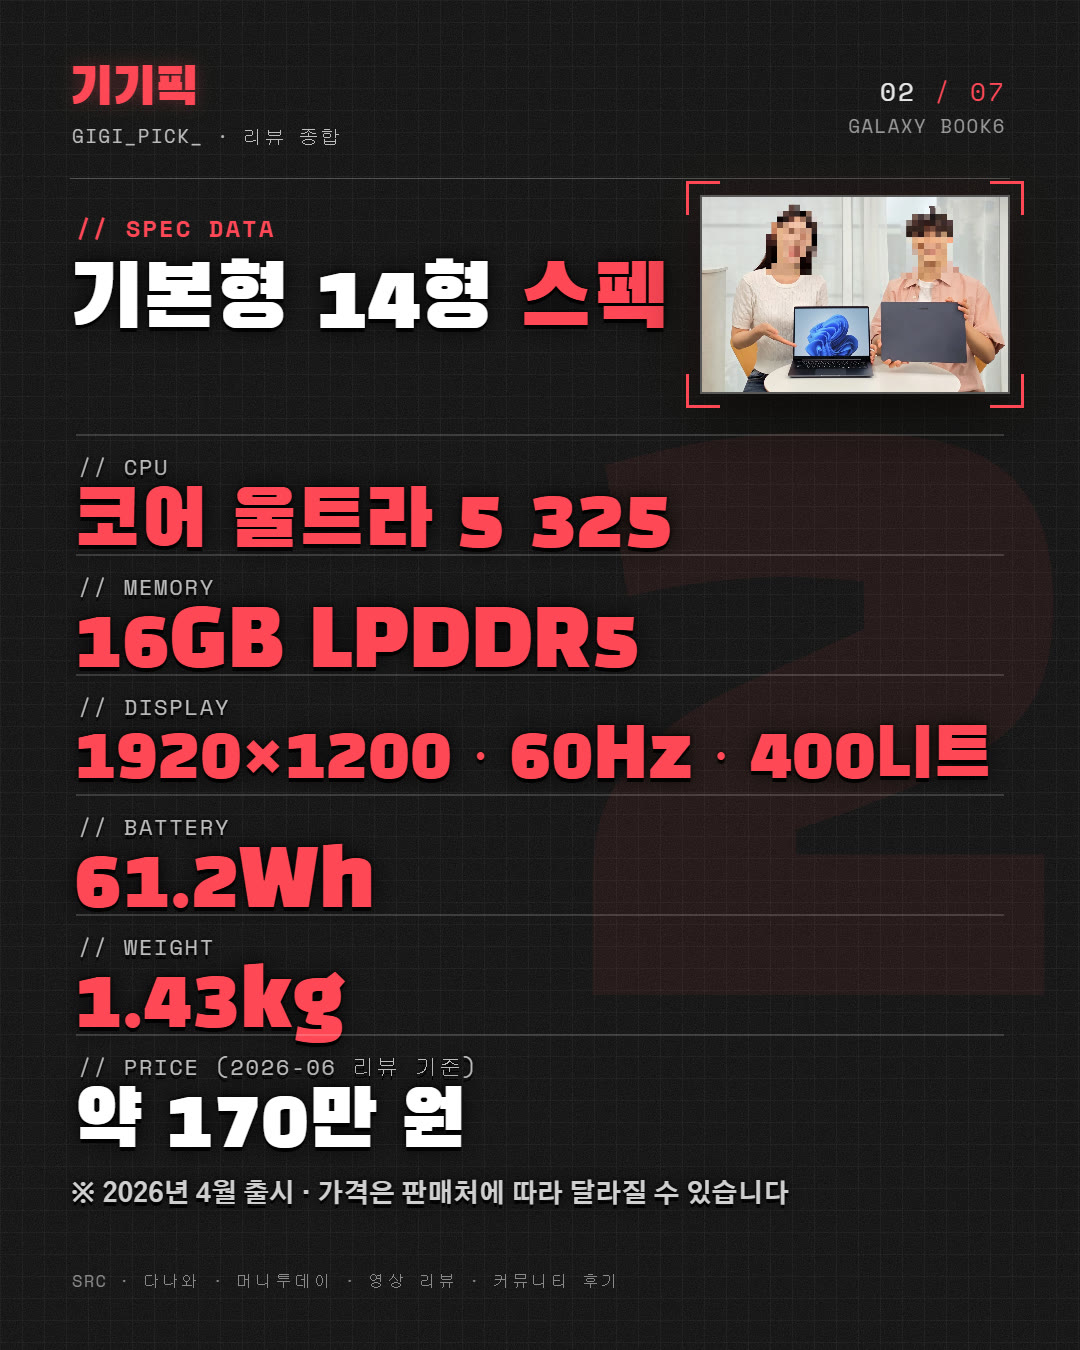 기기픽
GIGI_PICK_ · 리뷰 종합
02 / 07
GALAXY BOOK6
// SPEC DATA
기본형 14형 스펙
// CPU
코어 울트라 5 325
// MEMORY
16GB LPDDR5
// DISPLAY
1920×1200 · 60Hz · 400니트
// BATTERY
61.2Wh
// WEIGHT
1.43kg
// PRICE (2026-06 리뷰 기준)
약 170만 원
※ 2026년 4월 출시 · 가격은 판매처에 따라 달라질 수 있습니다
SRC · 다나와 · 머니투데이 · 영상 리뷰 · 커뮤니티 후기
2